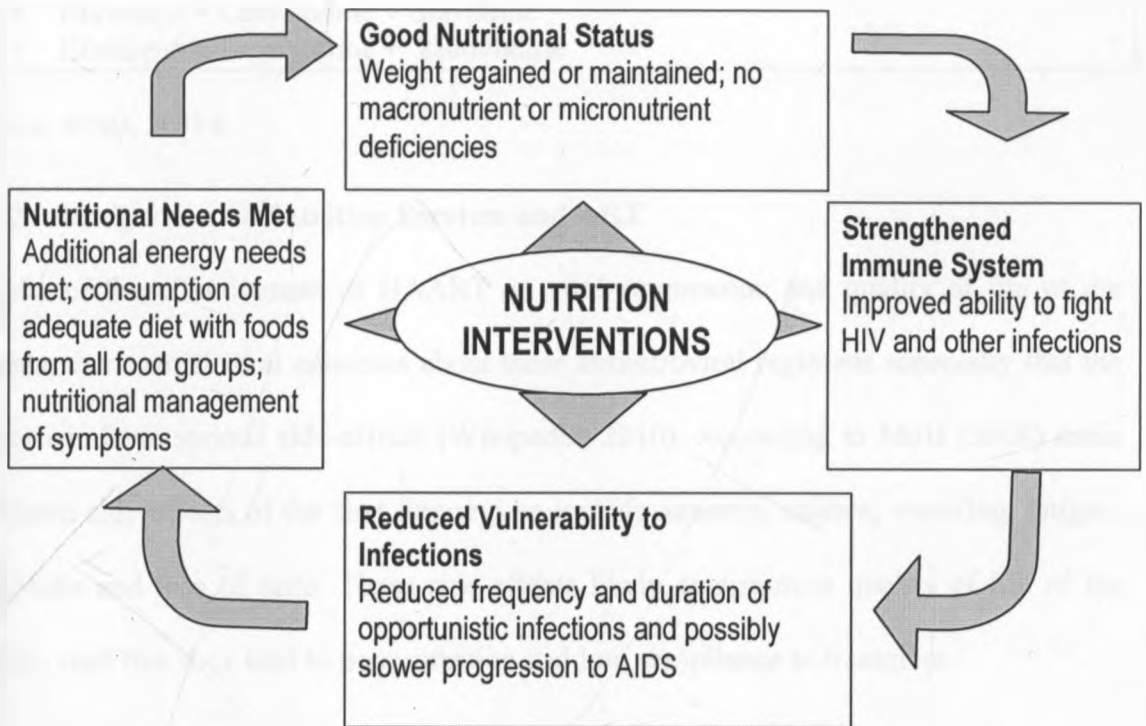 Good Nutritional Status
Weight regained or maintained; no
macronutrient or micronutrient
deficiencies
Nutritional Needs Met
Additional energy needs
met; consumption of
adequate diet with foods
from all food groups;
nutritional management
of symptoms
NUTRITION
INTERVENTIONS
Strengthened
Immune System
Improved ability to fight
HIV and other infections
Reduced Vulnerability to
Infections
Reduced frequency and duration of
opportunistic infections and possibly
slower progression to AIDS